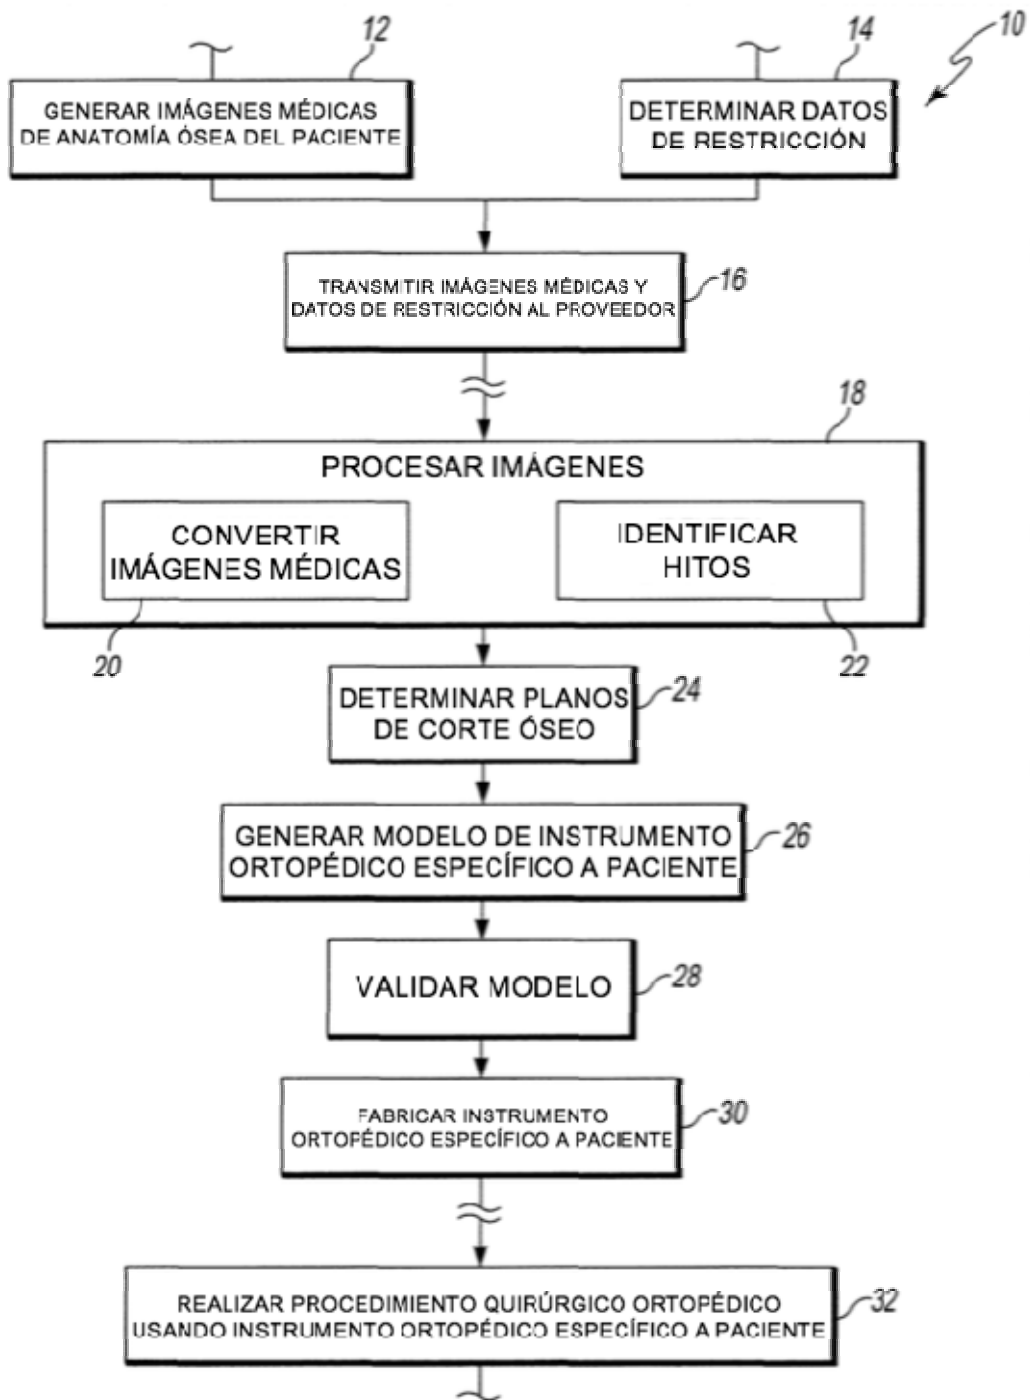 12
14
10
GENERAR IMÁGENES MÉDICAS
DE ANATOMÍA ÓSEA DEL PACIENTE
DETERMINAR DATOS
DE RESTRICCIÓN
TRANSMITIR IMÁGENES MÉDICAS Y
DATOS DE RESTRICCIÓN AL PROVEEDOR
16
18
PROCESAR IMÁGENES
CONVERTIR
IMÁGENES MÉDICAS
IDENTIFICAR
HITOS
20
22
DETERMINAR PLANOS
DE CORTE ÓSEO
24
GENERAR MODELO DE INSTRUMENTO
ORTOPÉDICO ESPECÍFICO A PACIENTE
26
VALIDAR MODELO
28
FABRICAR INSTRUMENTO
ORTOPÉDICO ESPECÍFICO A PACIENTE
30
REALIZAR PROCEDIMIENTO QUIRÚRGICO ORTOPÉDICO
USANDO INSTRUMENTO ORTOPÉDICO ESPECÍFICO A PACIENTE
32